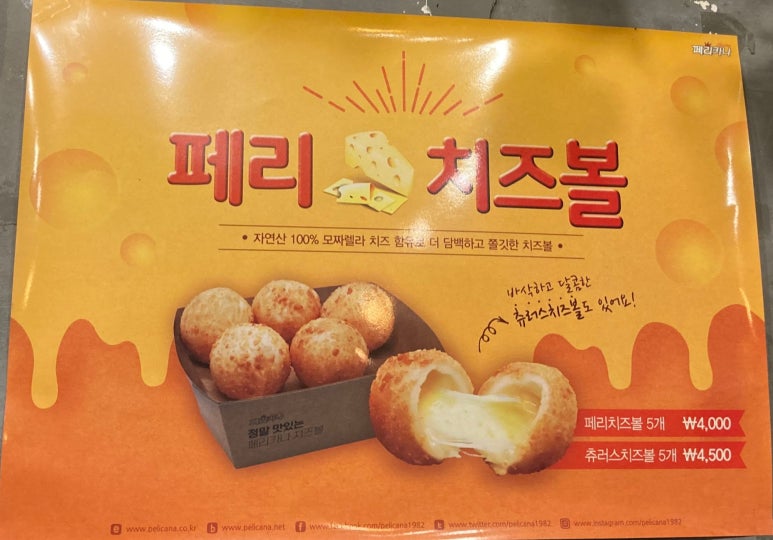 페리카나
페리 치즈볼
• 자연산 100% 모짜렐라 치즈 함유로 더 담백하고 쫄깃한 치즈볼 •
바삭하고 달콤한
츄러스치즈볼도 있어요!
페리카나
정말 맛있는
페리카나 치즈볼
페리치즈볼 5개 ₩4,000
츄러스치즈볼 5개 ₩4,500
www.pelicana.co.kr www.pelicana.net www.facebook.com/pelicana1982 www.twitter.com/pelicana1982 www.instagram.com/pelicana1982